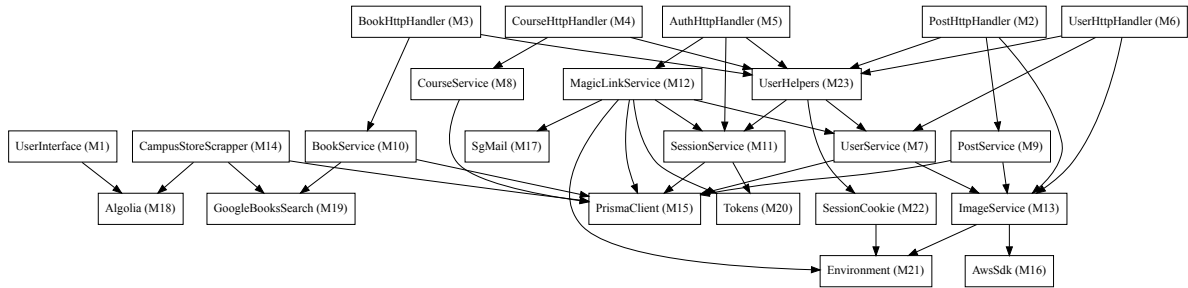 BookHttpHandler (M3)
CourseHttpHandler (M4)
AuthHttpHandler (M5)
PostHttpHandler (M2)
UserHttpHandler (M6)
CourseService (M8)
MagicLinkService (M12)
UserHelpers (M23)
UserInterface (M1)
CampusStoreScrapper (M14)
BookService (M10)
SgMail (M17)
SessionService (M11)
UserService (M7)
PostService (M9)
Algolia (M18)
GoogleBooksSearch (M19)
PrismaClient (M15)
Tokens (M20)
SessionCookie (M22)
ImageService (M13)
Environment (M21)
AwsSdk (M16)